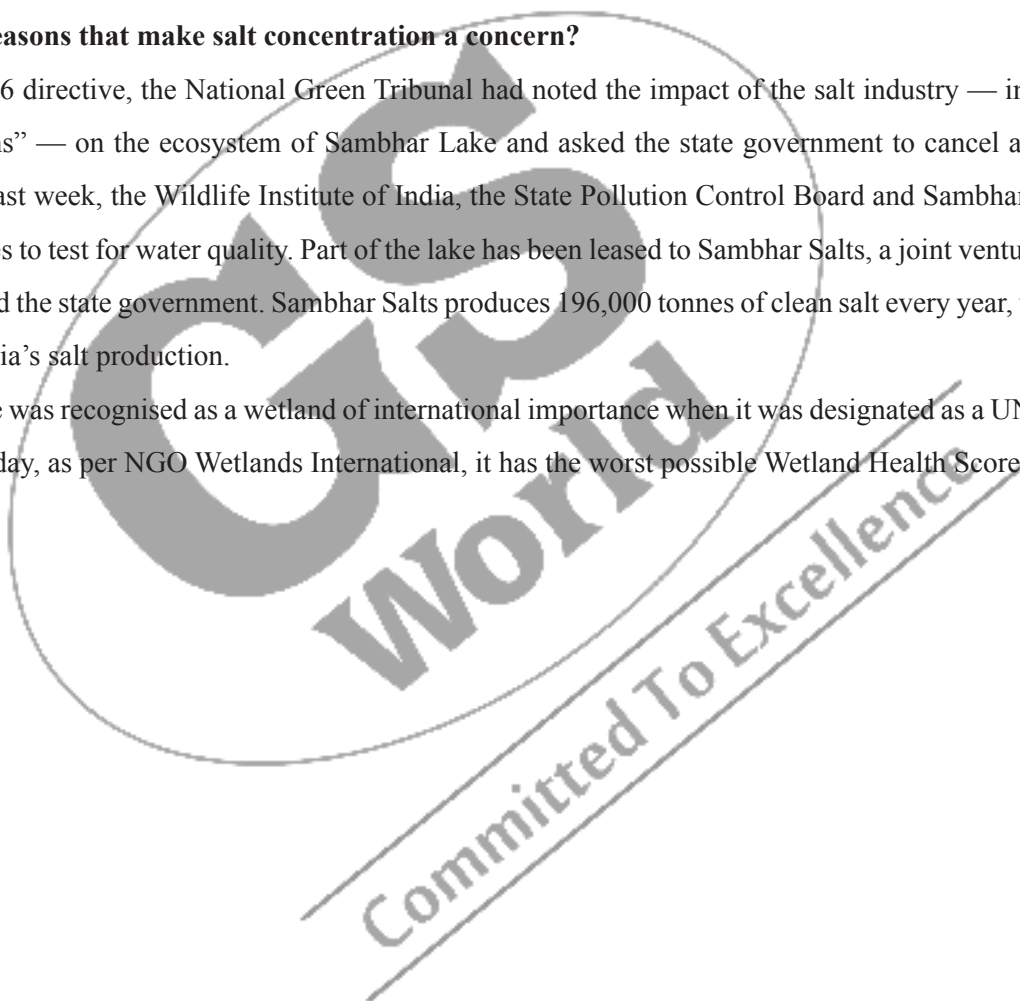 easons that make salt concentration a concern?
6 directive, the National Green Tribunal had noted the impact of the salt industry — in
ns” — on the ecosystem of Sambhar Lake and asked the state government to cancel a
ast week, the Wildlife Institute of India, the State Pollution Control Board and Sambhar
es to test for water quality. Part of the lake has been leased to Sambhar Salts, a joint ventu
d the state government. Sambhar Salts produces 196,000 tonnes of clean salt every year,
ia’s salt production.
e was recognised as a wetland of international importance when it was designated as a UN
day, as per NGO Wetlands International, it has the worst possible Wetland Health Score
GS
World
Committed To Excellence